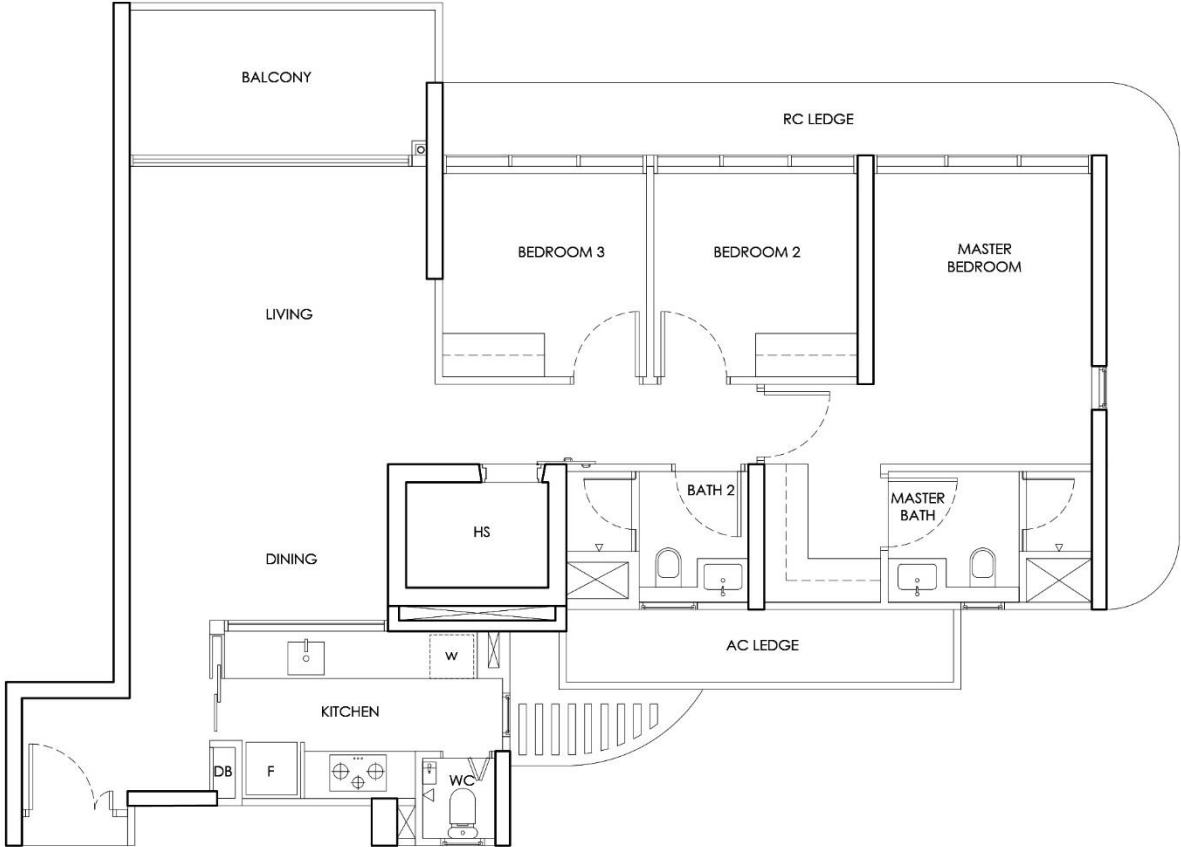 BALCONY
RC LEDGE
BEDROOM 3
BEDROOM 2
MASTER
BEDROOM
LIVING
BATH 2
MASTER
BATH
HS
DINING
AC LEDGE
W
KITCHEN
DB
F
WC